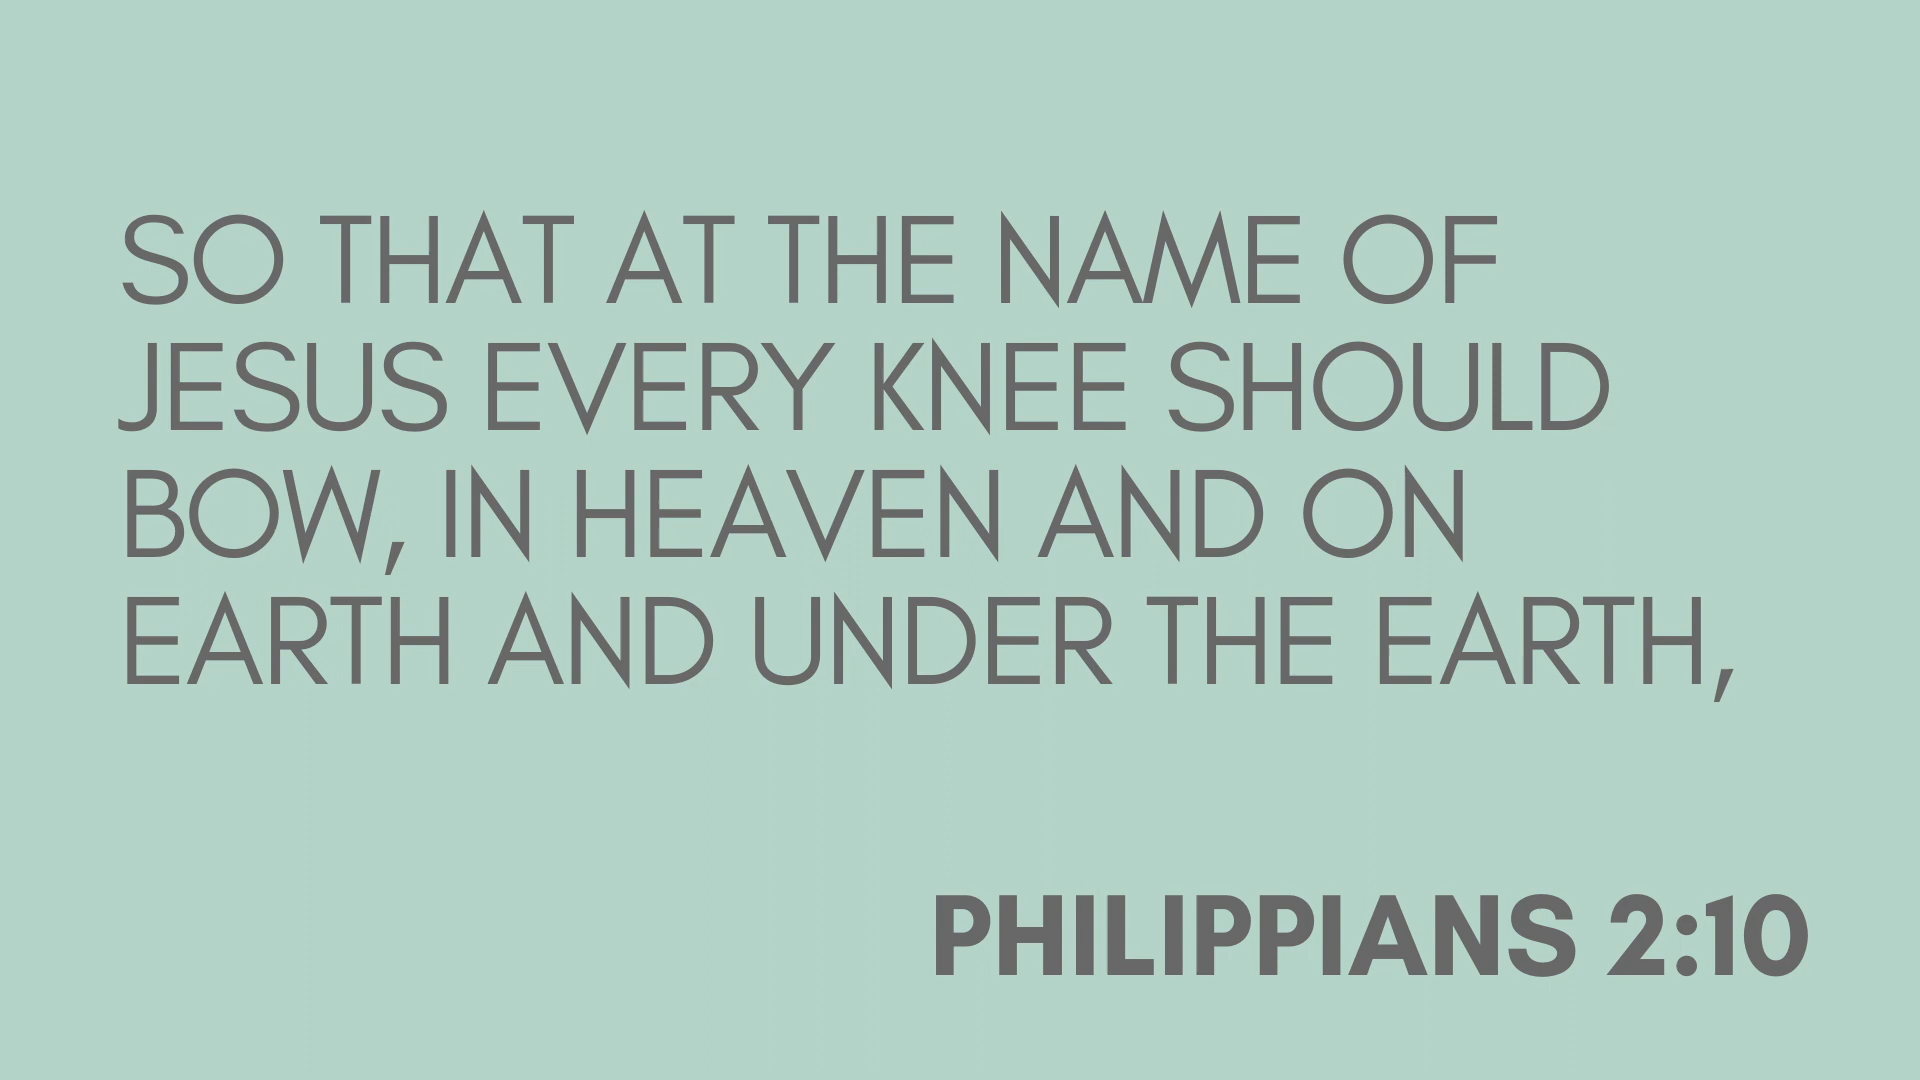 SO THAT AT THE NAME OF
JESUS EVERY KNEE SHOULD
BOW, IN HEAVEN AND ON
EARTH AND UNDER THE EARTH,
PHILIPPIANS 2:10